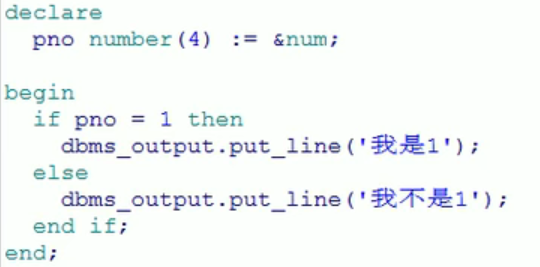 declare
  pno number(4) := &num;

begin
  if pno = 1 then
    dbms_output.put_line('我是1');
  else
    dbms_output.put_line('我不是1');
  end if;
end;